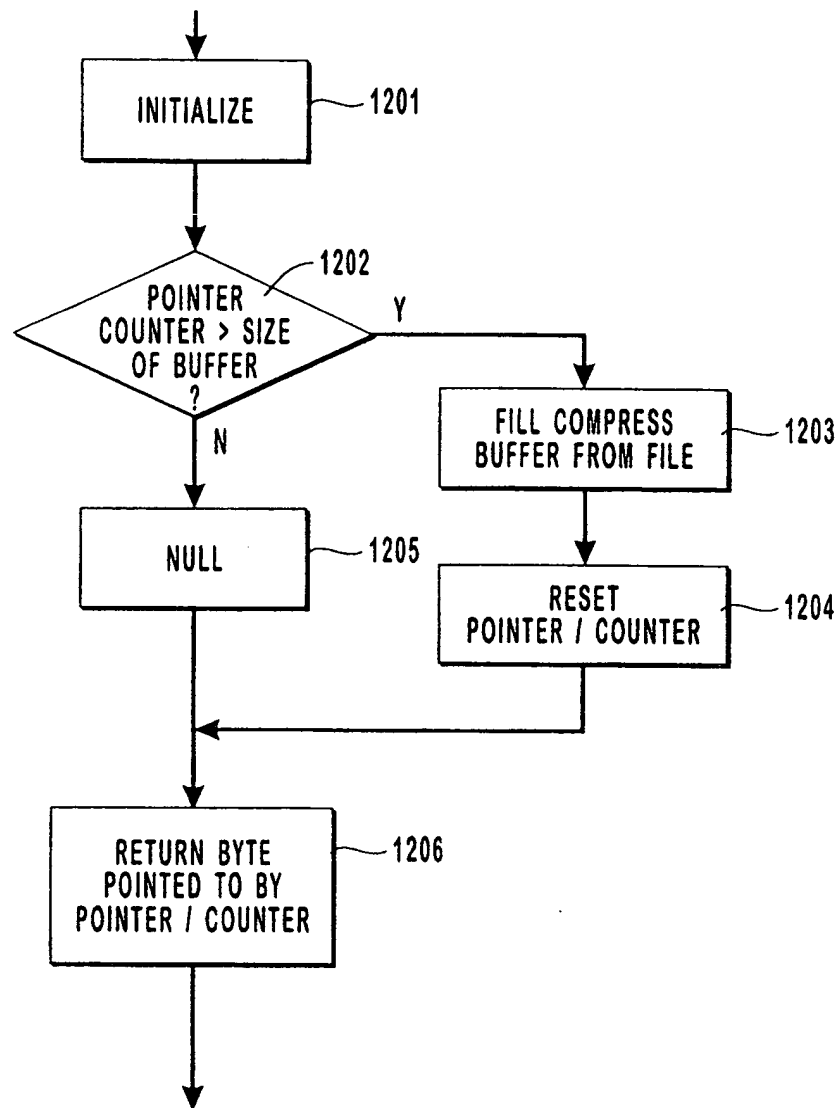 INITIALIZE
1201
1202
POINTER
COUNTER > SIZE
OF BUFFER
?
Y
N
FILL COMPRESS
BUFFER FROM FILE
1203
NULL
1205
RESET
POINTER / COUNTER
1204
RETURN BYTE
POINTED TO BY
POINTER / COUNTER
1206